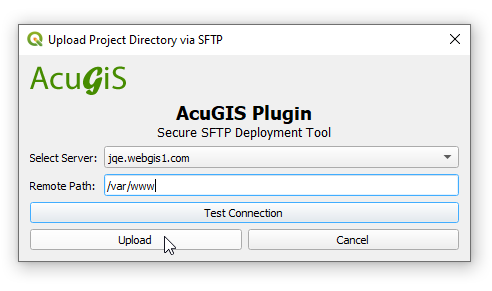 Upload Project Directory via SFTP
AcuGiS
AcuGIS Plugin
Secure SFTP Deployment Tool
Select Server: jqe.webgis1.com
Remote Path: /var/www
Test Connection
Upload Cancel